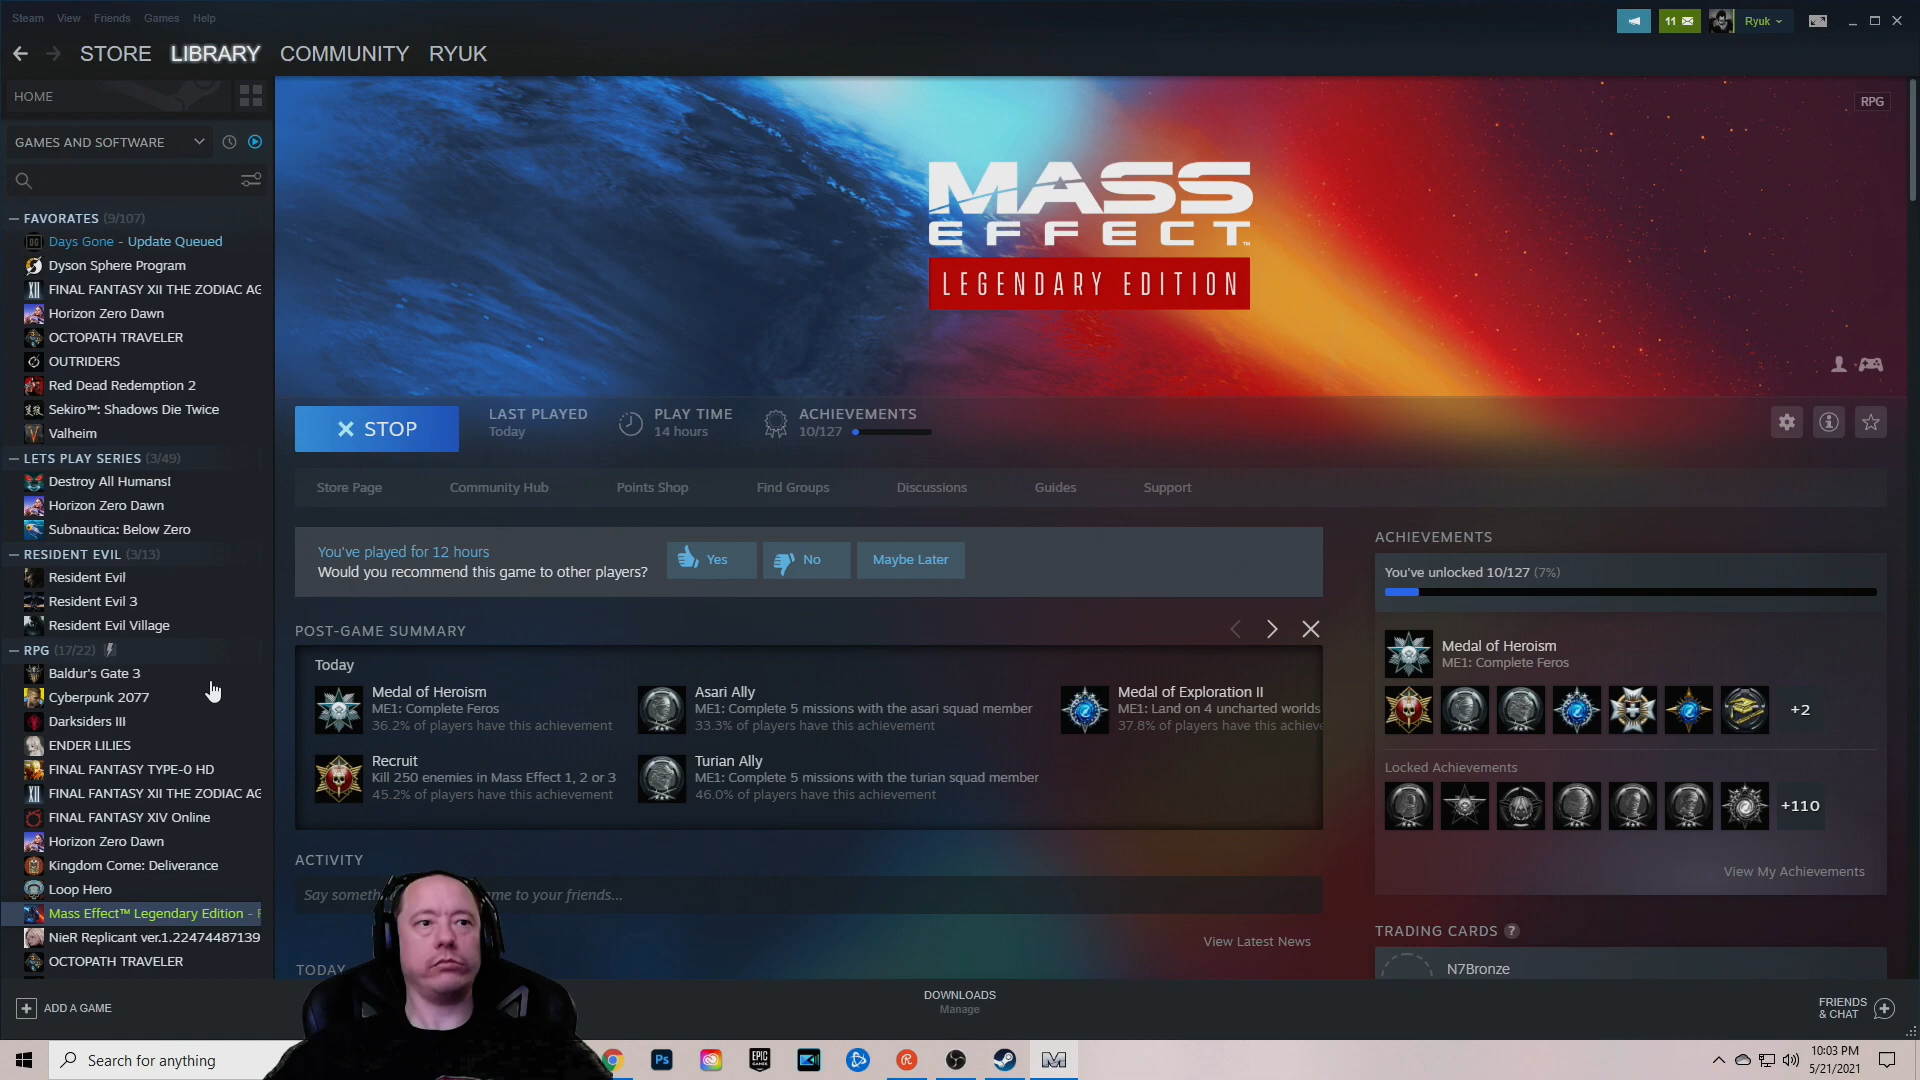 Steam View Friends Games Help
11
Ryuk
STORE LIBRARY COMMUNITY RYUK
HOME
GAMES AND SOFTWARE
FAVORATES (9/107)
Days Gone - Update Queued
Dyson Sphere Program
FINAL FANTASY XII THE ZODIAC AG
Horizon Zero Dawn
OCTOPATH TRAVELER
OUTRIDERS
Red Dead Redemption 2
Sekiro™: Shadows Die Twice
Valheim
LETS PLAY SERIES (3/49)
Destroy All Humans!
Horizon Zero Dawn
Subnautica: Below Zero
RESIDENT EVIL (3/13)
Resident Evil
Resident Evil 3
Resident Evil Village
RPG (17/22)
Baldur's Gate 3
Cyberpunk 2077
Darksiders III
ENDER LILIES
FINAL FANTASY TYPE-0 HD
FINAL FANTASY XII THE ZODIAC AG
FINAL FANTASY XIV Online
Horizon Zero Dawn
Kingdom Come: Deliverance
Loop Hero
Mass Effect™ Legendary Edition -
NieR Replicant ver.1.22474487139
OCTOPATH TRAVELER
ADD A GAME
RPG
MASS
EFFECT™
LEGENDARY EDITION
STOP
LAST PLAYED
Today
PLAY TIME
14 hours
ACHIEVEMENTS
10/127
Store Page Community Hub Points Shop Find Groups Discussions Guides Support
You've played for 12 hours
Would you recommend this game to other players?
Yes No Maybe Later
POST-GAME SUMMARY
Today
Medal of Heroism
ME1: Complete Feros
36.2% of players have this achievement
Asari Ally
ME1: Complete 5 missions with the asari squad member
33.3% of players have this achievement
Medal of Exploration II
ME1: Land on 4 uncharted worlds
37.8% of players have this achieve
Recruit
Kill 250 enemies in Mass Effect 1, 2 or 3
45.2% of players have this achievement
Turian Ally
ME1: Complete 5 missions with the turian squad member
46.0% of players have this achievement
ACTIVITY
Say someth me to your friends...
View Latest News
TODAY
ACHIEVEMENTS
You've unlocked 10/127 (7%)
Medal of Heroism
ME1: Complete Feros
+2
Locked Achievements
+110
View My Achievements
TRADING CARDS ?
N7Bronze
DOWNLOADS
Manage
FRIENDS
& CHAT
Search for anything
Ps
EPIC
GAMES
10:03 PM
5/21/2021